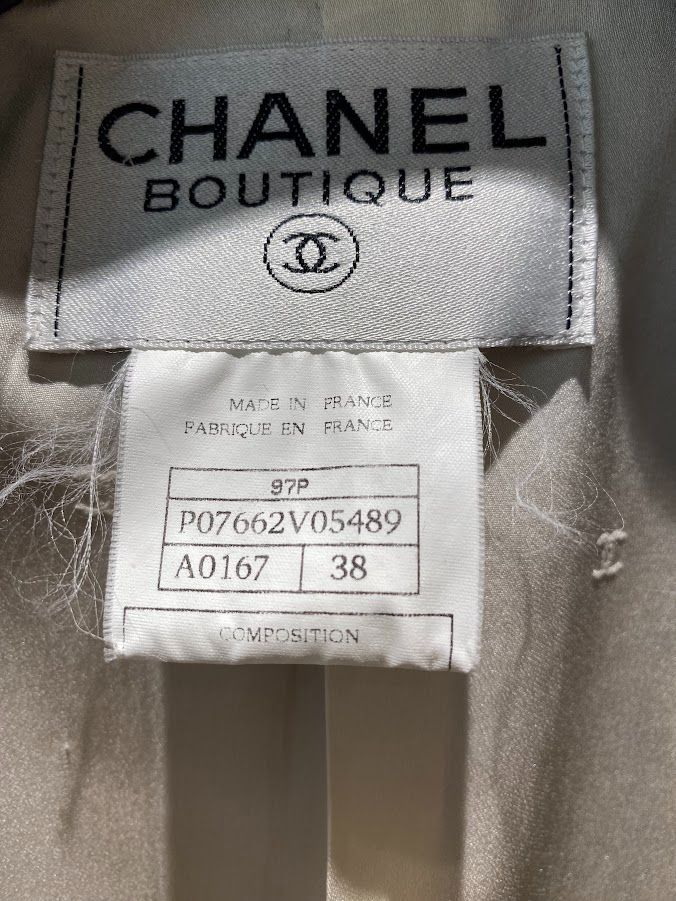 CHANEL
BOUTIQUE
MADE IN FRANCE
FABRIQUE EN FRANCE
97P
P07662V05489
A0167 38
COMPOSITION